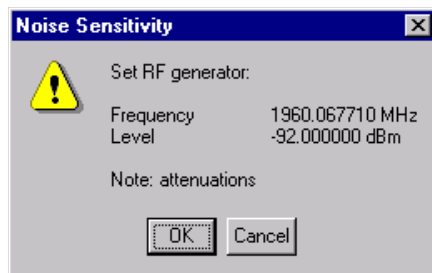 Noise Sensitivity
Set RF generator:
Frequency 1960.067710 MHz
Level -92.000000 dBm
Note: attenuations
OK Cancel